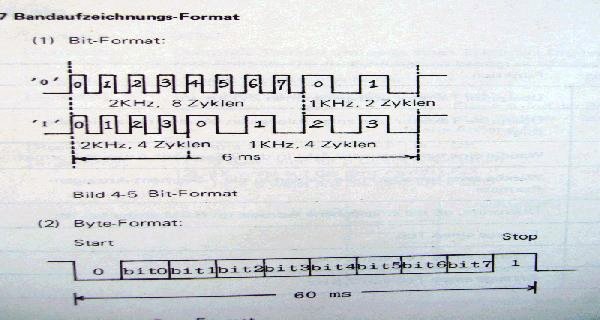 7 Bandaufzeichnungs-Format
(1) Bit-Format:
'0' 0 1 2 3 4 5 6 7 0 1
2KHz, 8 Zyklen 1KHz, 2 Zyklen
'1' 0 1 2 3 0 1 2 3
2KHz, 4 Zyklen 1KHz, 4 Zyklen
6 ms
Bild 4-5 Bit-Format
(2) Byte-Format:
Start Stop
0 bit0 bit1 bit2 bit3 bit4 bit5 bit6 bit7 1
60 ms